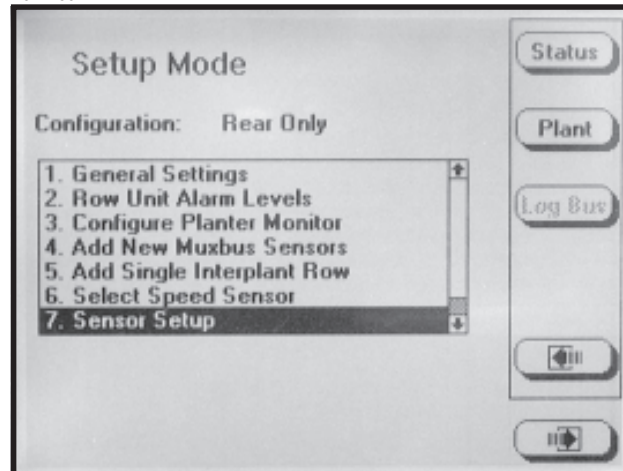 Setup Mode
Status
Configuration: Rear Only
Plant
1. General Settings
2. Row Unit Alarm Levels
3. Configure Planter Monitor
4. Add New Muxbus Sensors
5. Add Single Interplant Row
6. Select Speed Sensor
7. Sensor Setup
Log Bus